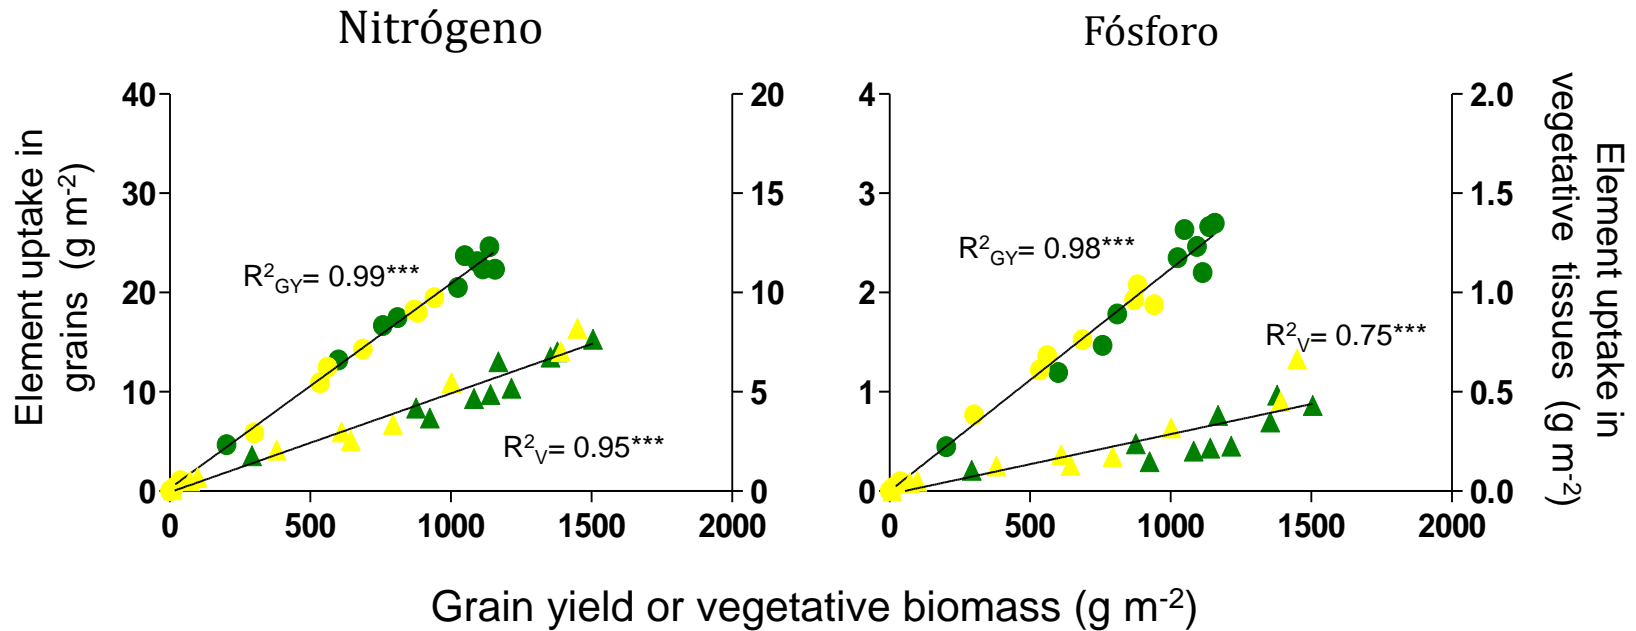 Nitrógeno
Fósforo
Element uptake in
grains (g m-2)
40
30
20
10
0
20
15
10
5
0
R2GY= 0.99***
R2V= 0.95***
0
500
1000
1500
2000
4
3
2
1
0
2.0
1.5
1.0
0.5
0.0
R2GY= 0.98***
R2V= 0.75***
0
500
1000
1500
2000
Element uptake in
vegetative tissues (g m-2)
Grain yield or vegetative biomass (g m-2)